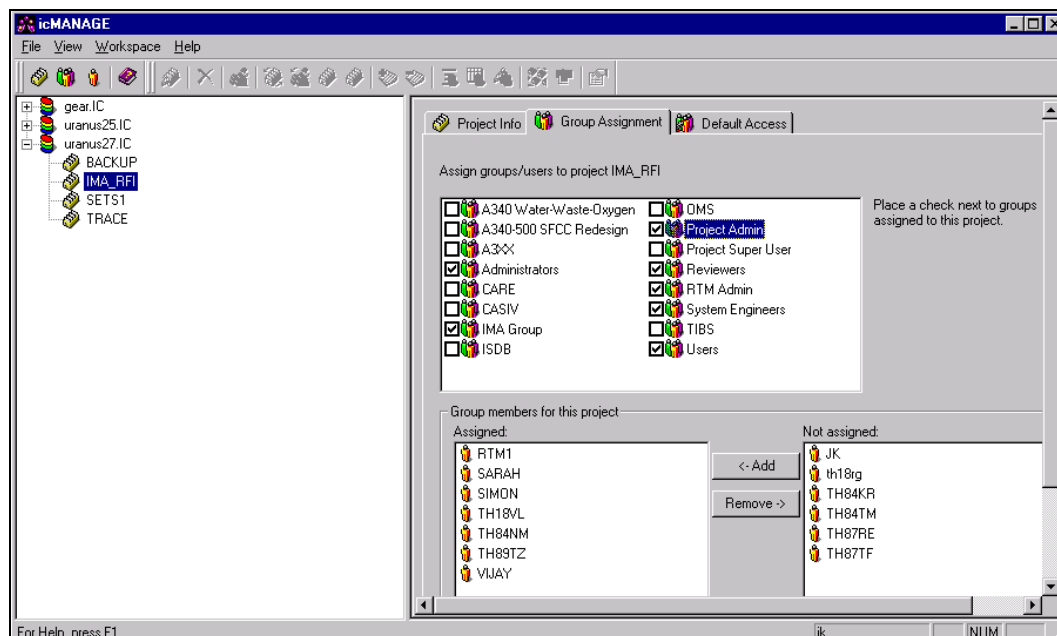 icMANAGE
File View Workspace Help
gear.IC
uranus25.IC
uranus27.IC
BACKUP
IMA_RFI
SETS1
TRACE
Project Info Group Assignment Default Access
Assign groups/users to project IMA_RFI
A340 Water-Waste-Oxygen
A340-500 SFCC Redesign
A3XX
Administrators
CARE
CASIV
IMA Group
ISDB
OMS
Project Admin
Project Super User
Reviewers
RTM Admin
System Engineers
TIBS
Users
Place a check next to groups
assigned to this project.
Group members for this project
Assigned:
RTM1
SARAH
SIMON
TH18VL
TH84NM
TH89TZ
VIJAY
<- Add
Remove ->
Not assigned:
JK
th18rg
TH84KR
TH84TM
TH87RE
TH87TF
For Help, press F1
jk
NUM